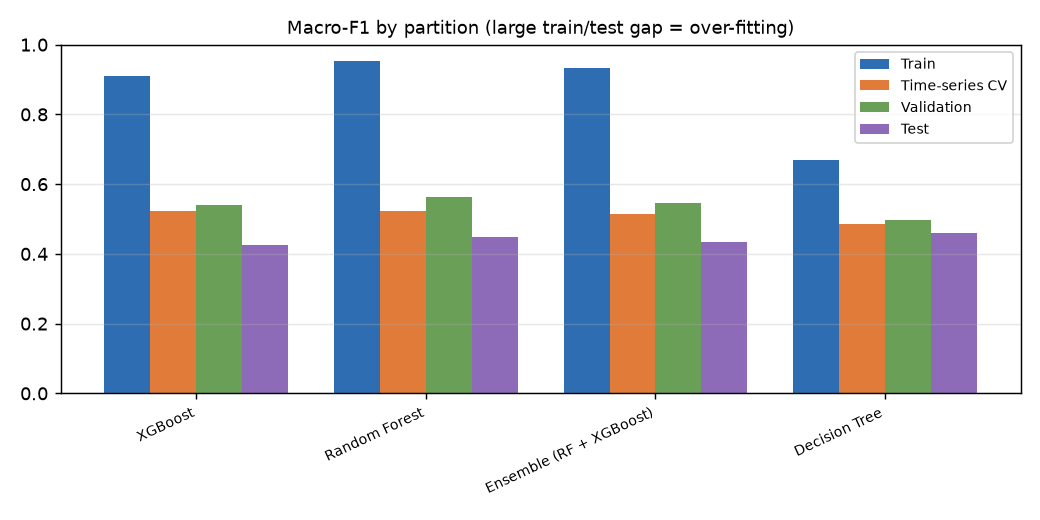 Macro-F1 by partition (large train/test gap = over-fitting)
1.0
0.8
0.6
0.4
0.2
0.0
Train
Time-series CV
Validation
Test
XGBoost
Random Forest
Ensemble (RF + XGBoost)
Decision Tree